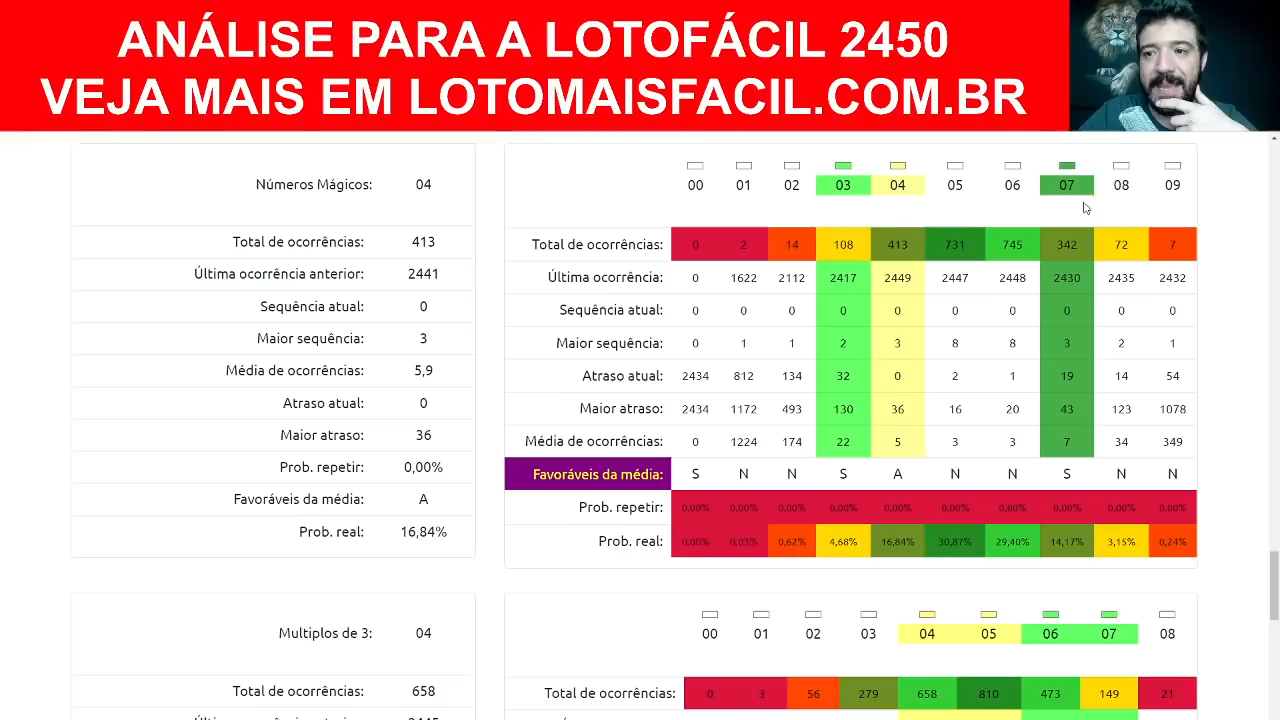 ANÁLISE PARA A LOTOFÁCIL 2450
VEJA MAIS EM LOTOMAISFACIL.COM.BR
Números Mágicos: 04
Total de ocorrências: 413
Última ocorrência anterior: 2441
Sequência atual: 0
Maior sequência: 3
Média de ocorrências: 5,9
Atraso atual: 0
Maior atraso: 36
Prob. repetir: 0,00%
Favoráveis da média: A
Prob. real: 16,84%
00 01 02 03 04 05 06 07 08 09
Total de ocorrências: 0 2 14 108 413 731 745 342 72 7
Última ocorrência: 0 1622 2112 2417 2449 2447 2448 2430 2435 2432
Sequência atual: 0 0 0 0 0 0 0 0 0 0
Maior sequência: 0 1 1 2 3 8 8 3 2 1
Atraso atual: 2434 812 134 32 0 2 1 19 14 54
Maior atraso: 2434 1172 493 130 36 16 20 43 123 1078
Média de ocorrências: 0 1224 174 22 5 3 3 7 34 349
Favoráveis da média: S N N S A N N S N N
Prob. repetir: 0,00% 0,00% 0,00% 0,00% 0,00% 0,00% 0,00% 0,00% 0,00% 0,00%
Prob. real: 0,00% 0,03% 0,62% 4,68% 16,84% 30,87% 29,40% 14,17% 3,15% 0,24%
Multiplos de 3: 04
Total de ocorrências: 658
00 01 02 03 04 05 06 07 08
Total de ocorrências: 0 3 56 279 658 810 473 149 21